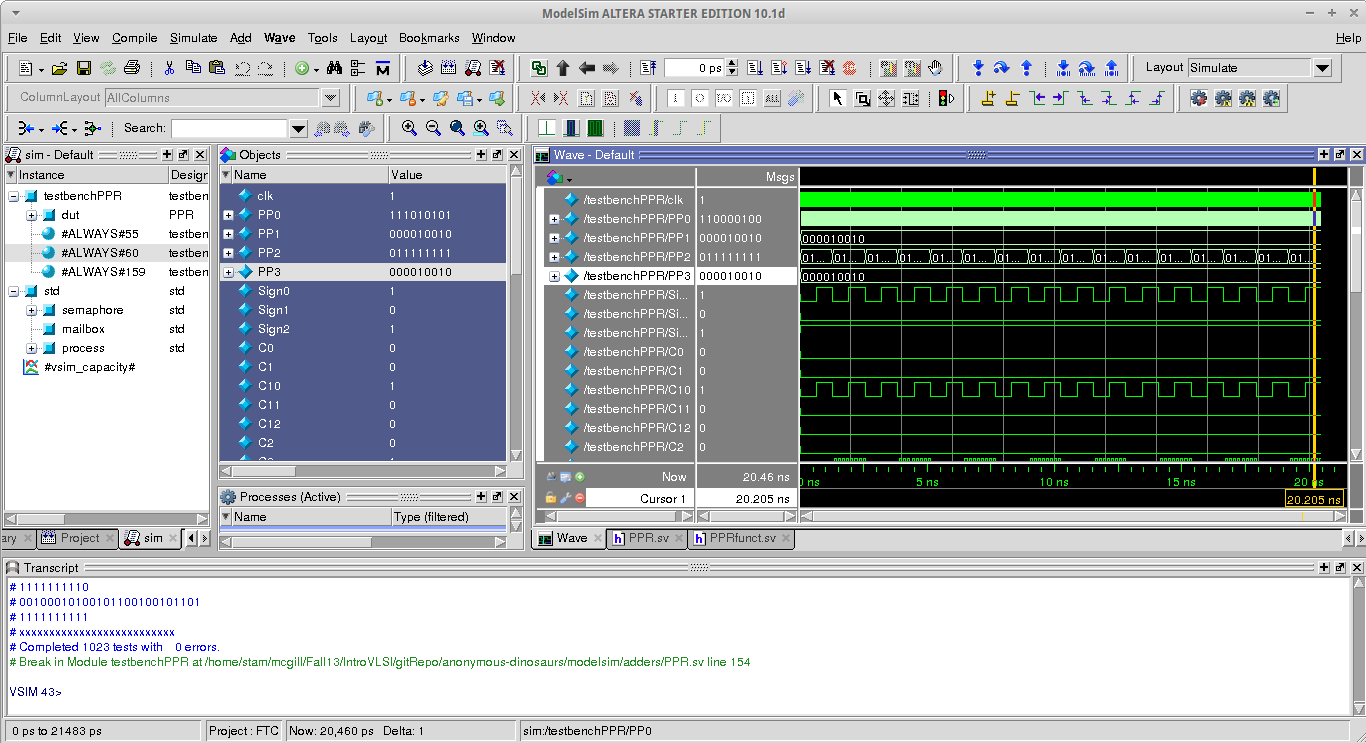 ModelSim ALTERA STARTER EDITION 10.1d
File Edit View Compile Simulate Add Wave Tools Layout Bookmarks Window Help
0 ps Layout Simulate
ColumnLayout AllColumns
Search:
sim - Default
Instance Design
testbenchPPR testben
dut PPR
#ALWAYS#55 testben
#ALWAYS#60 testben
#ALWAYS#159 testben
std std
semaphore std
mailbox std
process std
#vsim_capacity#
ary Project sim
Objects
Name Value
clk 1
PP0 111010101
PP1 000010010
PP2 011111111
PP3 000010010
Sign0 1
Sign1 0
Sign2 1
C0 0
C1 0
C10 1
C11 0
C12 0
C2 0
Processes (Active)
Name Type (filtered)
Wave - Default
Msgs
/testbenchPPR/clk 1
/testbenchPPR/PP0 110000100
/testbenchPPR/PP1 000010010 000010010
/testbenchPPR/PP2 011111111 01... 01... 01... 01... 01... 01... 01... 01... 01... 01... 01... 01... 01... 01... 01... 01...
/testbenchPPR/PP3 000010010 000010010
/testbenchPPR/Si... 1
/testbenchPPR/Si... 0
/testbenchPPR/Si... 1
/testbenchPPR/C0 0
/testbenchPPR/C1 0
/testbenchPPR/C10 1
/testbenchPPR/C11 0
/testbenchPPR/C12 0
/testbenchPPR/C2 0
Now 20.46 ns 0 ns 5 ns 10 ns 15 ns 20 ns
Cursor 1 20.205 ns 20.205 ns
Wave PPR.sv PPRfunct.sv
Transcript
# 1111111110
# 001000101001011001001011​01
# 1111111111
# xxxxxxxxxxxxxxxxxxxxxxxxxx
# Completed 1023 tests with 0 errors.
# Break in Module testbenchPPR at /home/stam/mcgill/Fall13/IntroVLSI/gitRepo/anonymous-dinosaurs/modelsim/adders/PPR.sv line 154
VSIM 43>
0 ps to 21483 ps Project : FTC Now: 20,460 ps Delta: 1 sim:/testbenchPPR/PP0